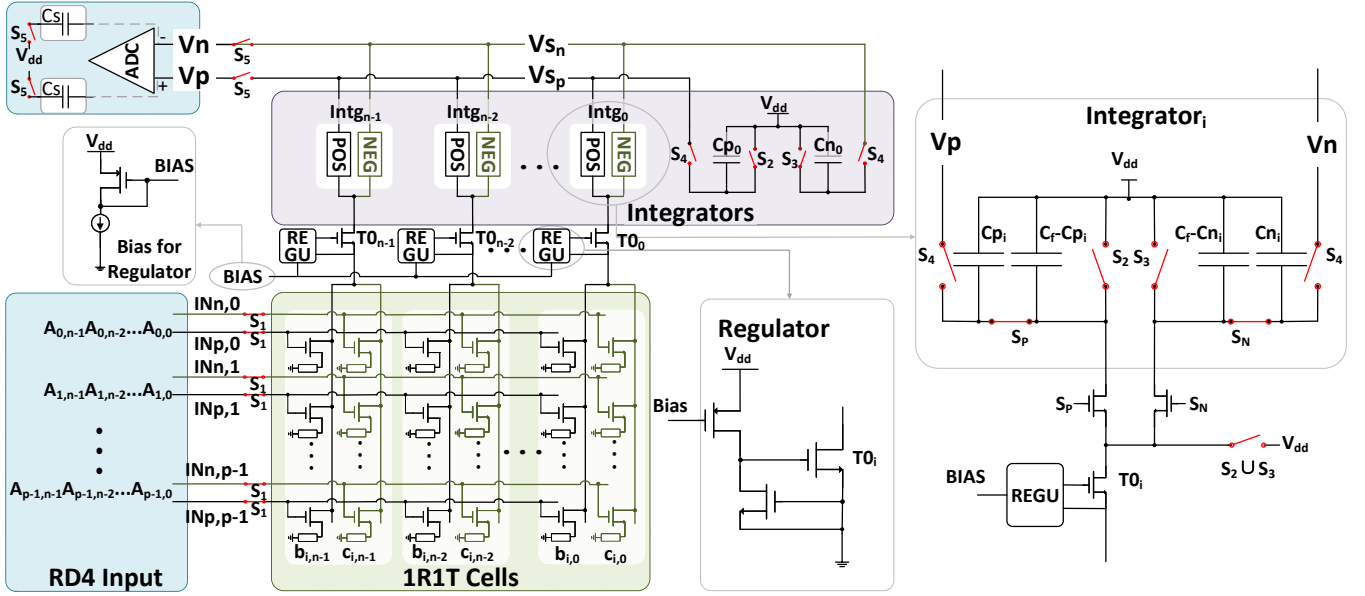 S5
Cs
Vdd
S5
Cs
ADC
-
+
Vn
S5
Vp
S5
Vsn
Vsp
Intgn-1
Intgn-2
Intg0
POS
NEG
POS
NEG
POS
NEG
...
S4
Vdd
Cp0
S2
S3
Cn0
S4
Integrators
Vdd
BIAS
Bias for
Regulator
RE
GU
T0n-1
RE
GU
T0n-2
...
RE
GU
T00
BIAS
INn,0
S1
A0,n-1A0,n-2...A0,0
S1
INp,0
INn,1
S1
A1,n-1A1,n-2...A1,0
S1
INp,1
INn,p-1
S1
Ap-1,n-1Ap-1,n-2...Ap-1,0
S1
INp,p-1
bi,n-1
ci,n-1
bi,n-2
ci,n-2
bi,0
ci,0
RD4 Input
1R1T Cells
Regulator
Vdd
Bias
T0i
Integratori
Vp
Vn
Vdd
S4
Cpi
Cf-Cpi
S2
S3
Cf-Cni
Cni
S4
SP
SN
SP
SN
Vdd
S2∪S3
BIAS
REGU
T0i